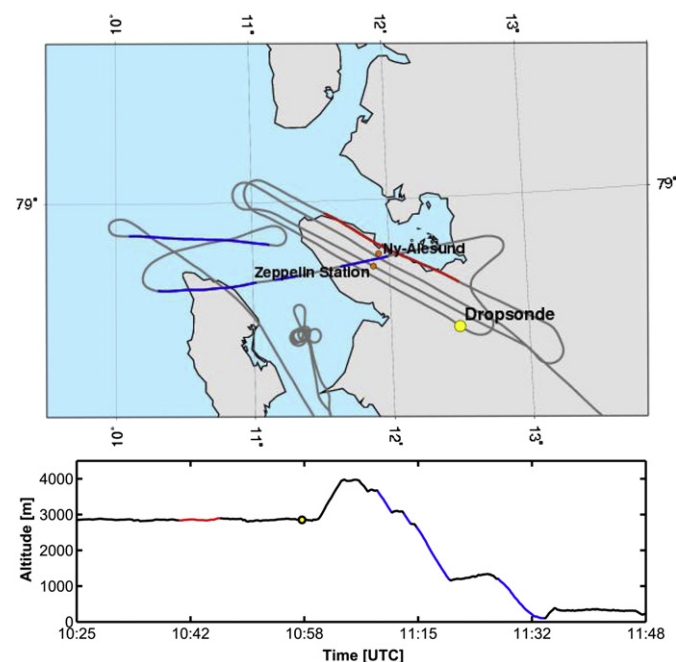 10° 11° 12° 13°
79° 79°
Ny-Ålesund
Zeppelin Station
Dropsonde
10° 11° 12° 13°
Altitude [m]
4000
3000
2000
1000
0
10:25 10:42 10:58 11:15 11:32 11:48
Time [UTC]